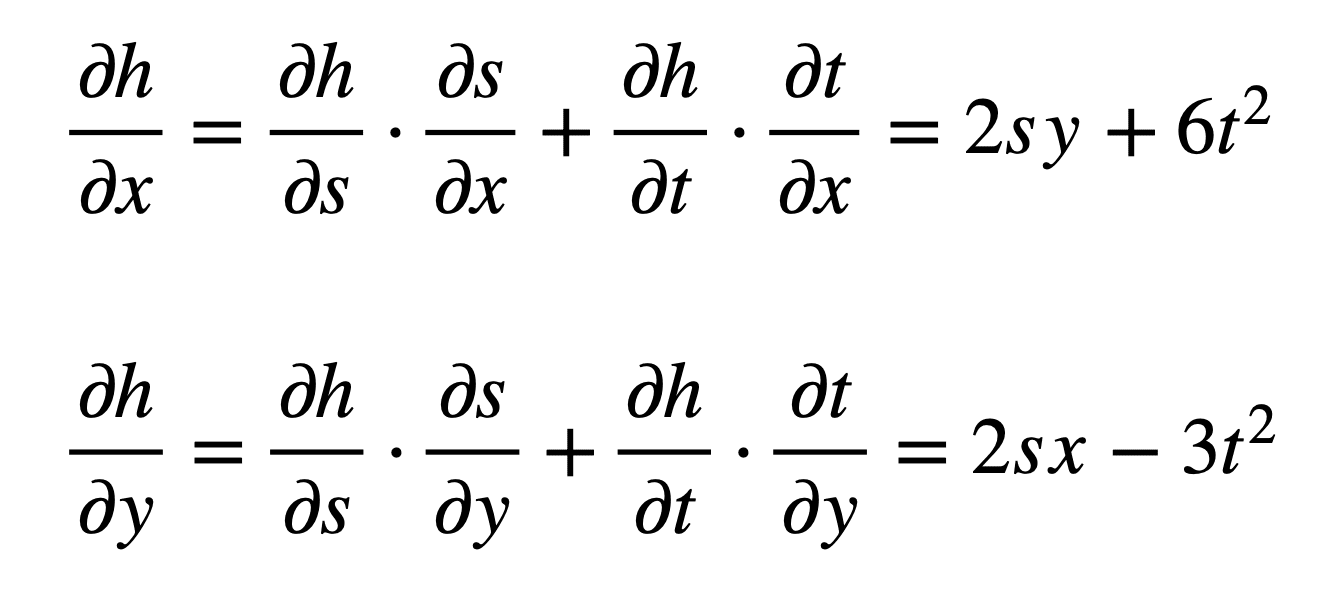 ∂h/∂x = ∂h/∂s · ∂s/∂x + ∂h/∂t · ∂t/∂x = 2sy + 6t²
∂h/∂y = ∂h/∂s · ∂s/∂y + ∂h/∂t · ∂t/∂y = 2sx − 3t²